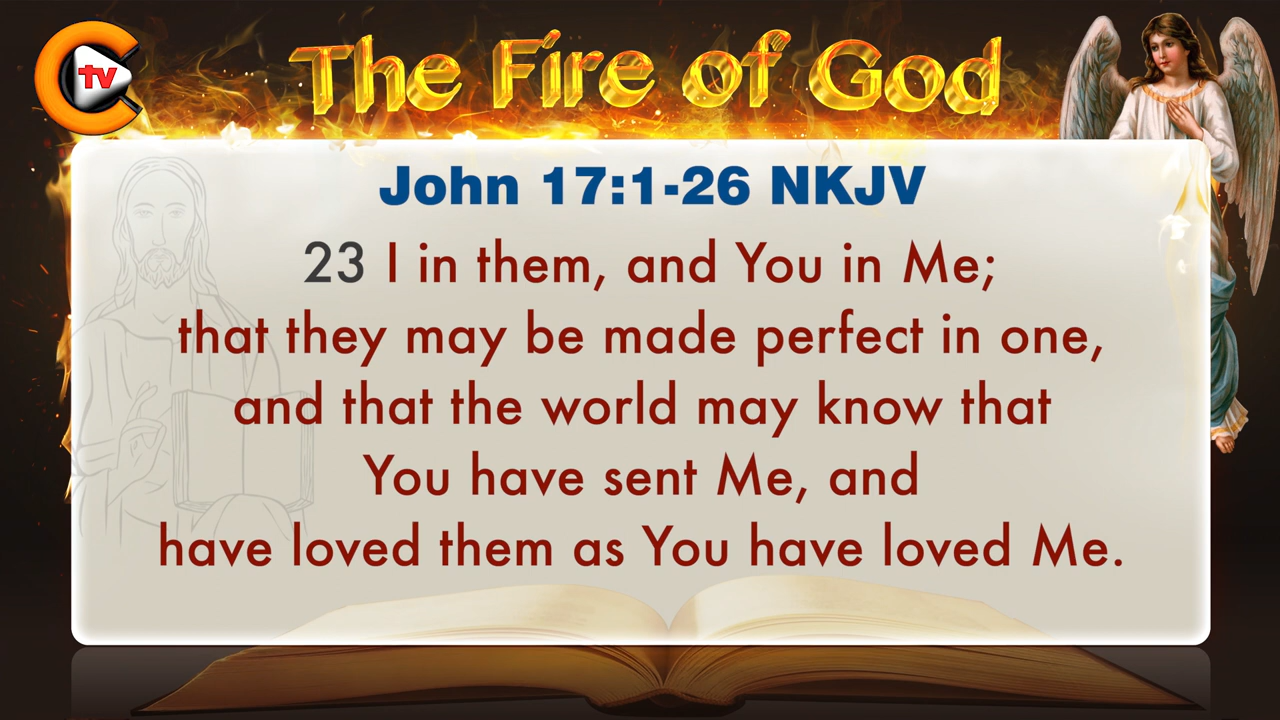 tv
The Fire of God
John 17:1-26 NKJV
23 I in them, and You in Me;
that they may be made perfect in one,
and that the world may know that
You have sent Me, and
have loved them as You have loved Me.